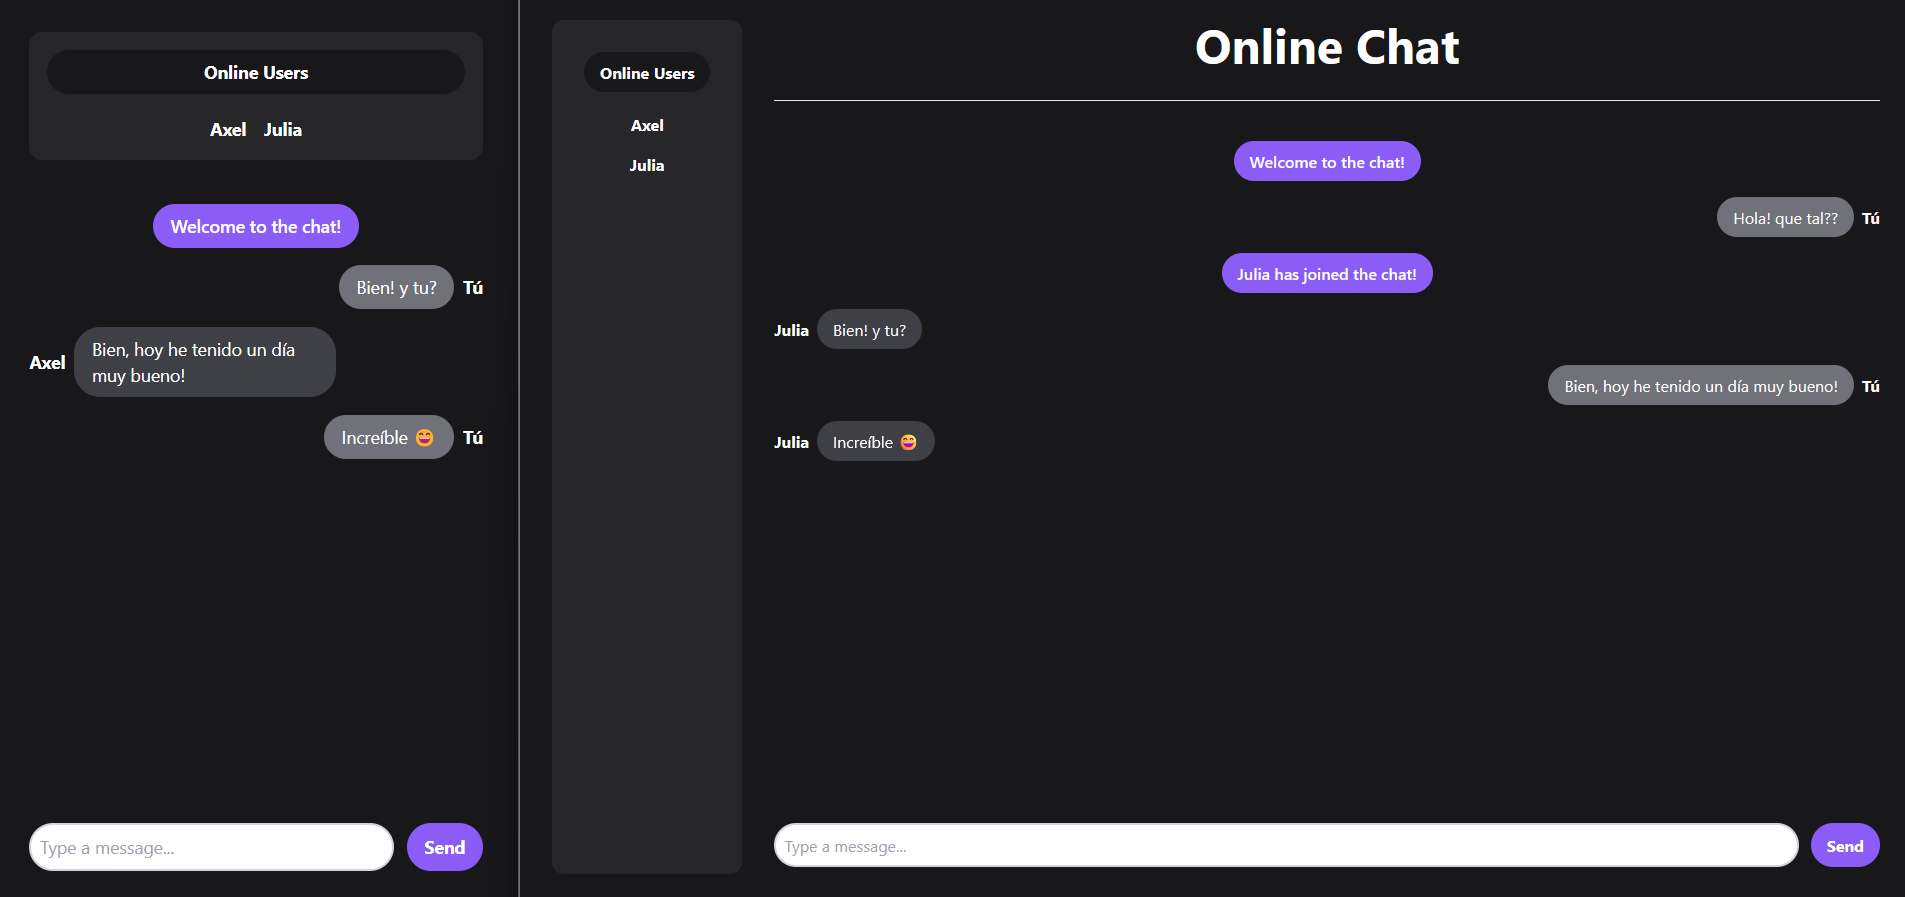 Online Users
Axel Julia
Welcome to the chat!
Bien! y tu? Tú
Axel Bien, hoy he tenido un día
muy bueno!
Increíble 😄 Tú
Type a message...
Send
Online Users
Axel
Julia
Online Chat
Welcome to the chat!
Hola! que tal?? Tú
Julia has joined the chat!
Julia Bien! y tu?
Bien, hoy he tenido un día muy bueno! Tú
Julia Increíble 😄
Type a message...
Send